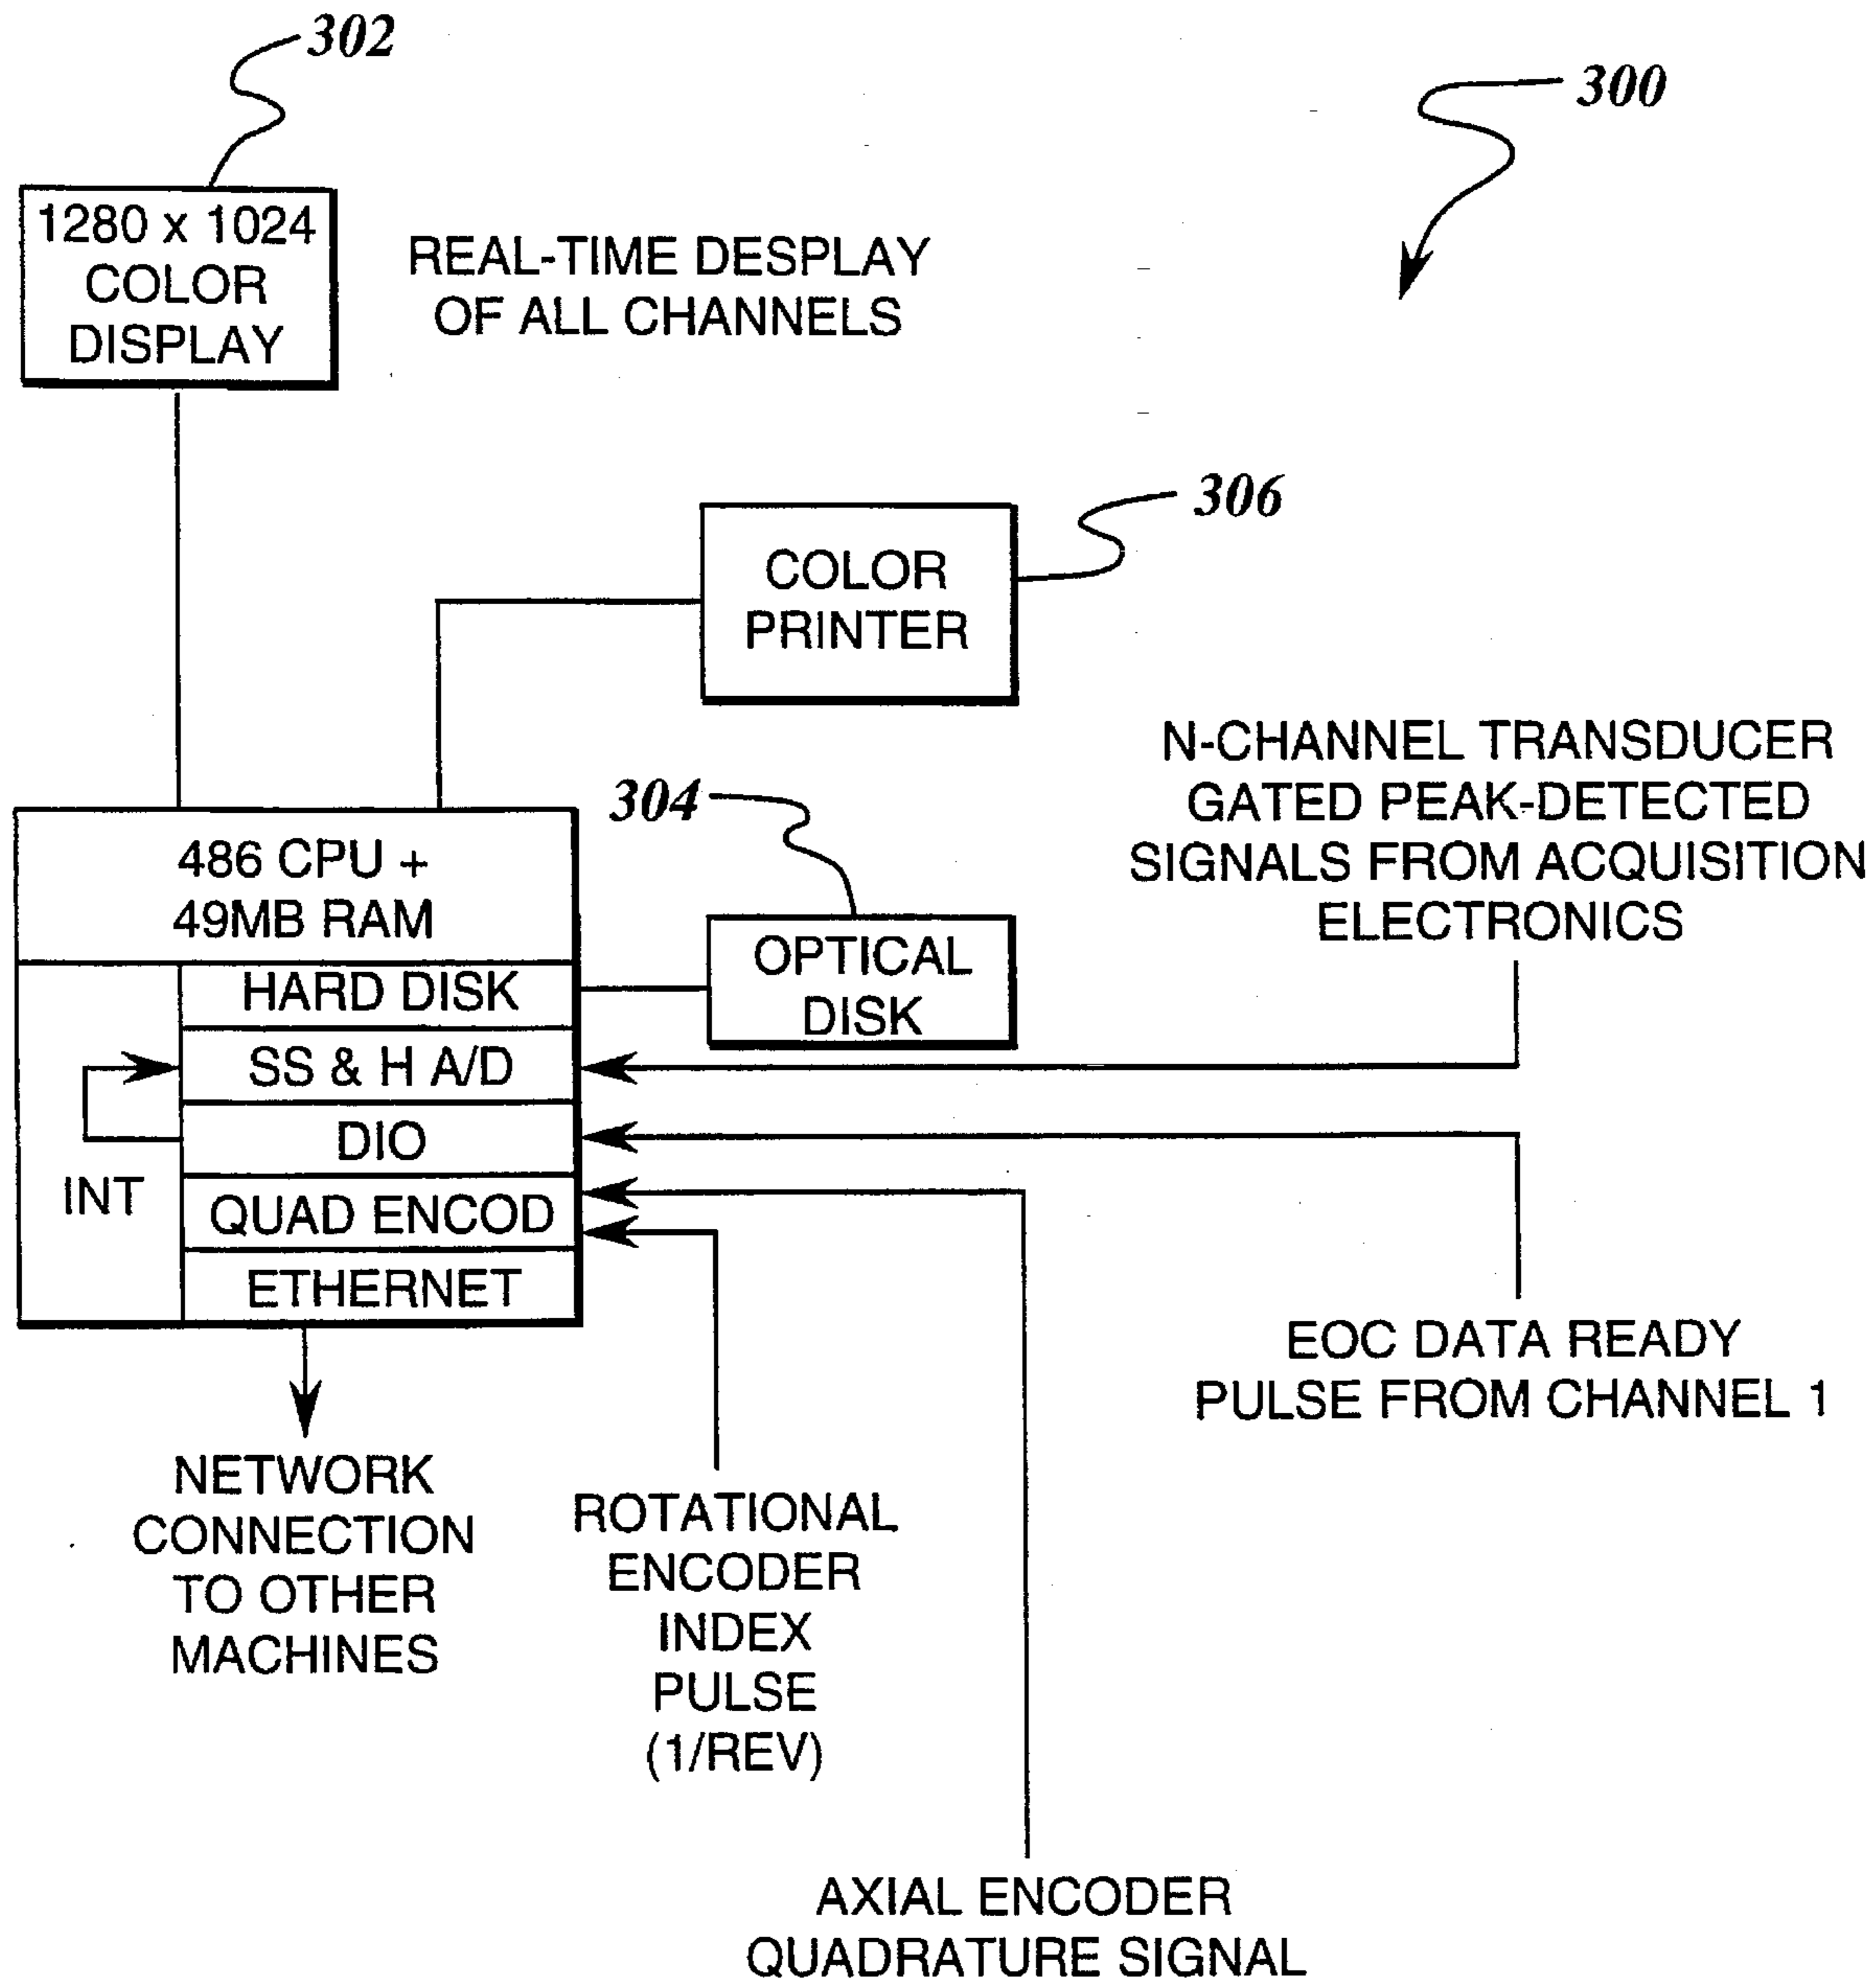 302
300
1280 x 1024
COLOR
DISPLAY
REAL-TIME DESPLAY
OF ALL CHANNELS
306
COLOR
PRINTER
N-CHANNEL TRANSDUCER
GATED PEAK-DETECTED
SIGNALS FROM ACQUISITION
ELECTRONICS
304
486 CPU +
49MB RAM
OPTICAL
DISK
HARD DISK
SS & H A/D
DIO
INT
QUAD ENCOD
ETHERNET
EOC DATA READY
PULSE FROM CHANNEL 1
NETWORK
CONNECTION
TO OTHER
MACHINES
ROTATIONAL
ENCODER
INDEX
PULSE
(1/REV)
AXIAL ENCODER
QUADRATURE SIGNAL